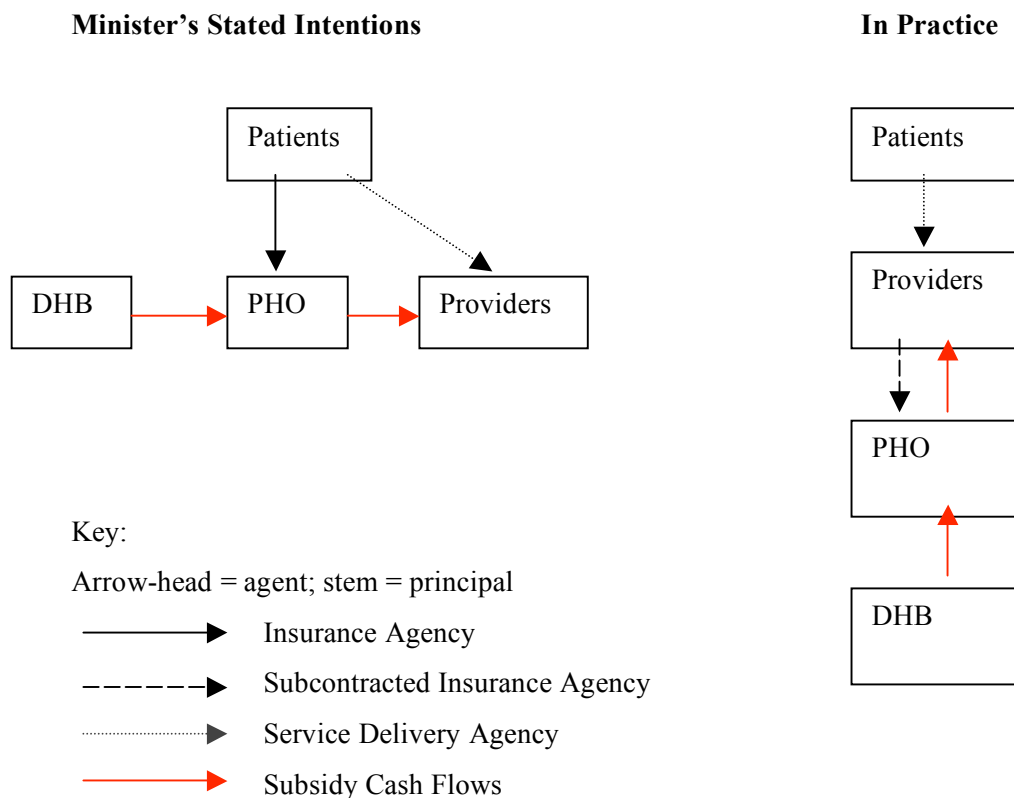 Minister’s Stated Intentions
In Practice
Patients
DHB
PHO
Providers
Patients
Providers
PHO
DHB
Key:
Arrow-head = agent; stem = principal
Insurance Agency
Subcontracted Insurance Agency
Service Delivery Agency
Subsidy Cash Flows